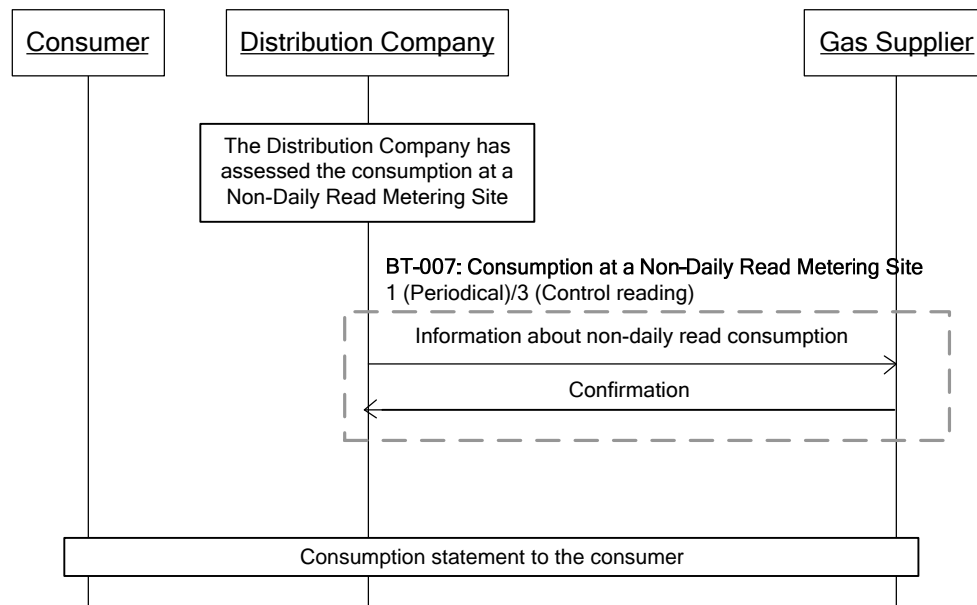 Consumer
Distribution Company
Gas Supplier
The Distribution Company has
assessed the consumption at a
Non-Daily Read Metering Site
BT-007: Consumption at a Non-Daily Read Metering Site
1 (Periodical)/3 (Control reading)
Information about non-daily read consumption
Confirmation
Consumption statement to the consumer